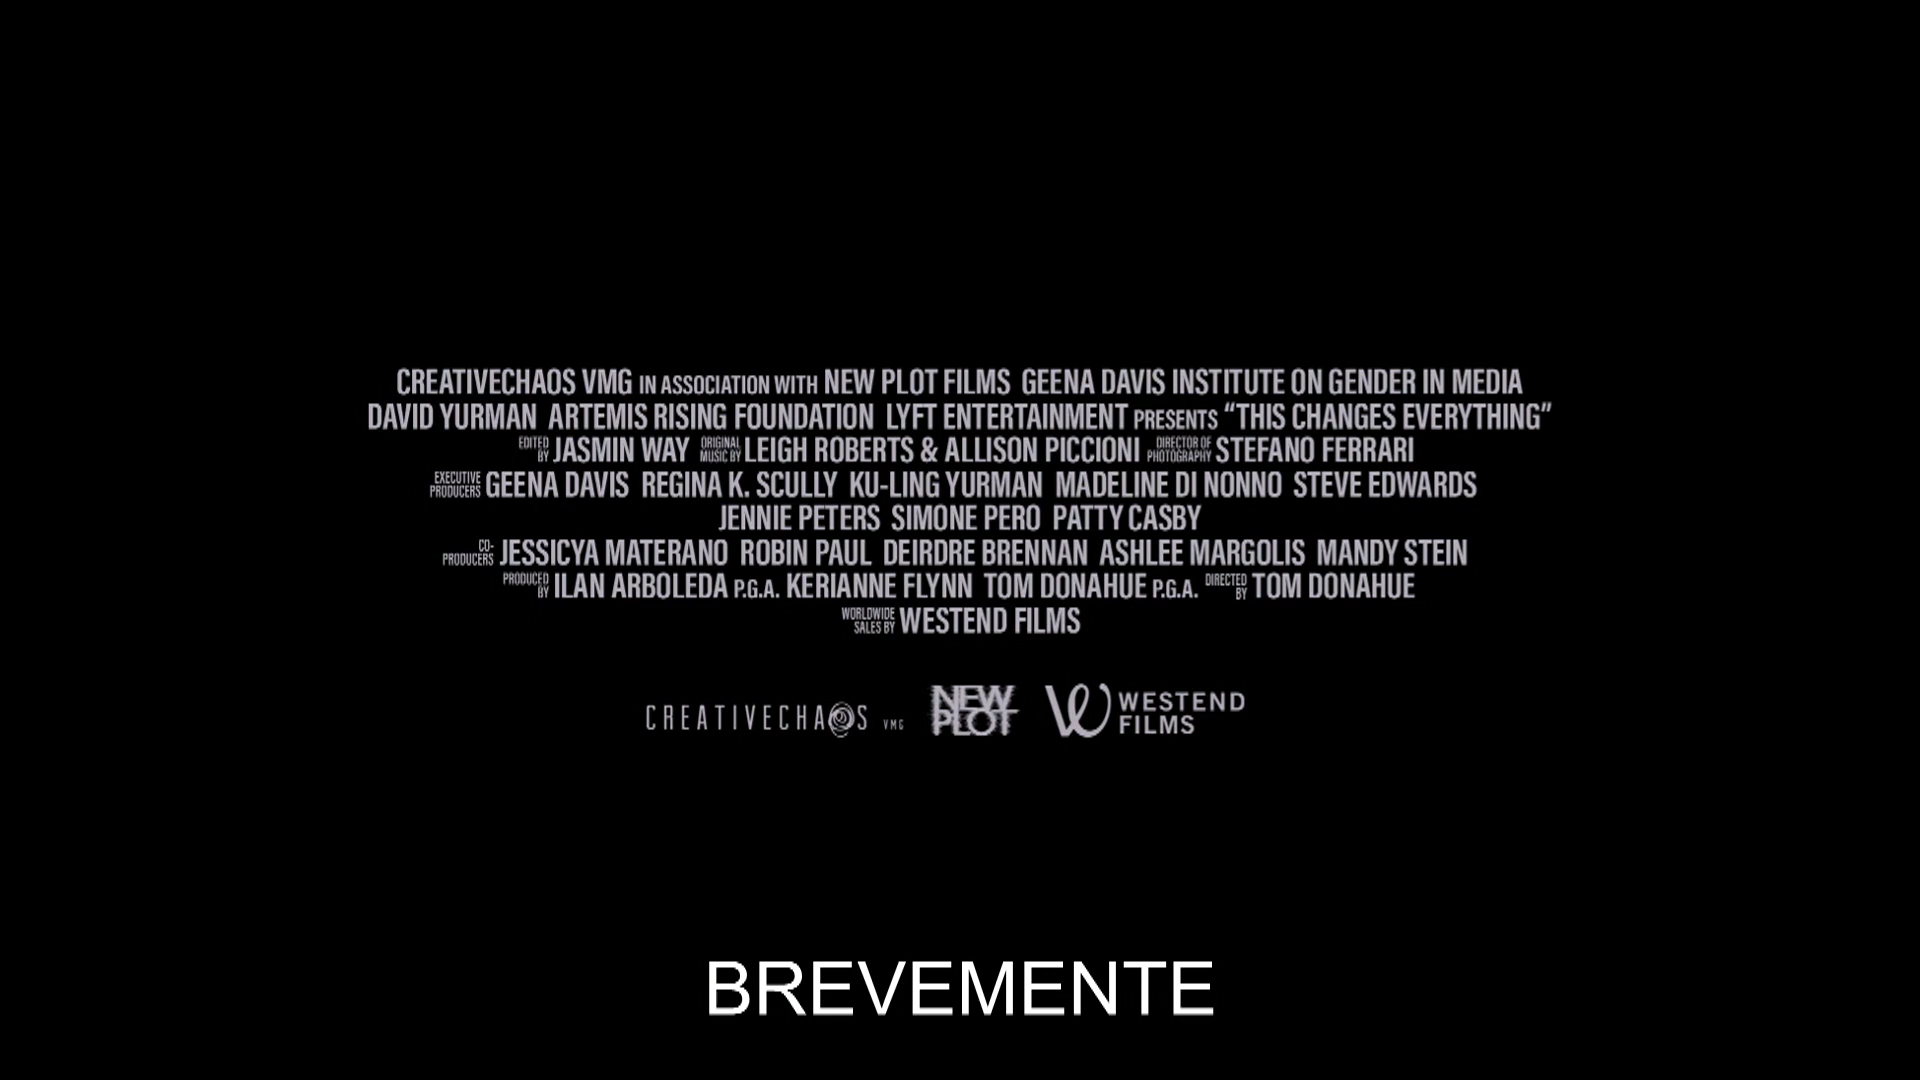 CREATIVECHAOS VMG IN ASSOCIATION WITH NEW PLOT FILMS GEENA DAVIS INSTITUTE ON GENDER IN MEDIA
DAVID YURMAN ARTEMIS RISING FOUNDATION LYFT ENTERTAINMENT PRESENTS “THIS CHANGES EVERYTHING”
EDITED BY JASMIN WAY ORIGINAL MUSIC BY LEIGH ROBERTS & ALLISON PICCIONI DIRECTOR OF PHOTOGRAPHY STEFANO FERRARI
EXECUTIVE PRODUCERS GEENA DAVIS REGINA K. SCULLY KU-LING YURMAN MADELINE DI NONNO STEVE EDWARDS
JENNIE PETERS SIMONE PERO PATTY CASBY
CO-PRODUCERS JESSICYA MATERANO ROBIN PAUL DEIRDRE BRENNAN ASHLEE MARGOLIS MANDY STEIN
PRODUCED BY ILAN ARBOLEDA P.G.A. KERIANNE FLYNN TOM DONAHUE P.G.A. DIRECTED BY TOM DONAHUE
WORLDWIDE SALES BY WESTEND FILMS
CREATIVECHAOS VMG NEW PLOT WESTEND FILMS
BREVEMENTE